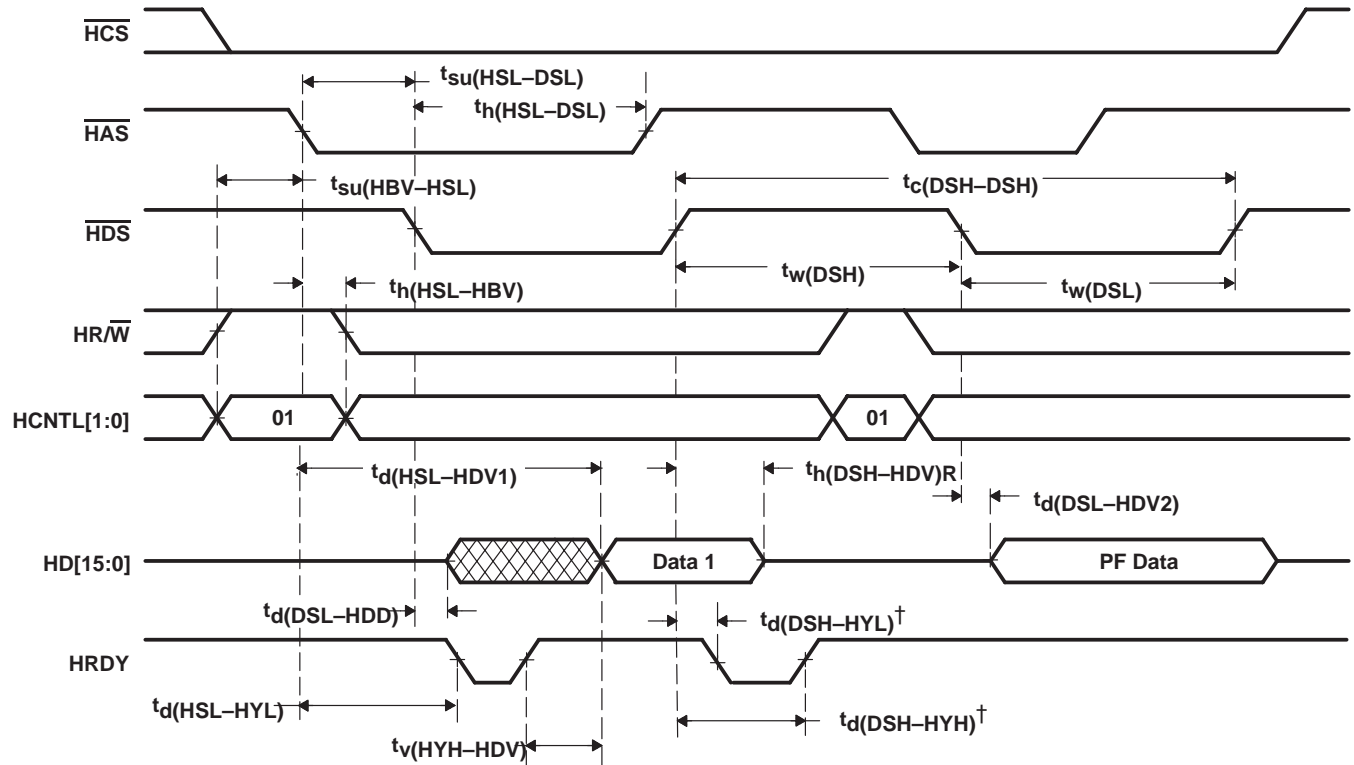 HCS
tsu(HSL–DSL)
th(HSL–DSL)
HAS
tsu(HBV–HSL)
tc(DSH–DSH)
HDS
tw(DSH)
tw(DSL)
th(HSL–HBV)
HR/W
HCNTL[1:0]
01
01
td(HSL–HDV1)
th(DSH–HDV)R
td(DSL–HDV2)
HD[15:0]
Data 1
PF Data
td(DSL–HDD)
td(DSH–HYL)†
HRDY
td(HSL–HYL)
td(DSH–HYH)†
tv(HYH–HDV)